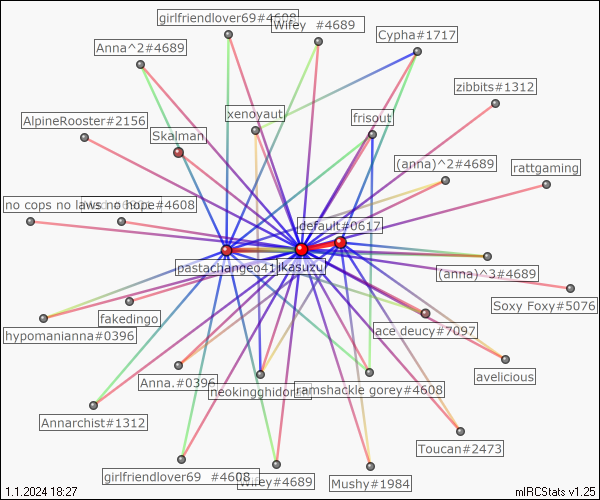 girlfriendlover69#4608
Wifey #4689
Cypha#1717
Anna^2#4689
zibbits#1312
xenoyaut
frisout
AlpineRooster#2156
Skalman
(anna)^2#4689
rattgaming
no cops no laws no hope#4608
default#0617
pastachangeo41
ikasuzu
(anna)^3#4689
Soxy Foxy#5076
fakedingo
hypomanianna#0396
ace deucy#7097
Anna.#0396
avelicious
neokingghidora
ramshackle gorey#4608
Annarchist#1312
Toucan#2473
girlfriendlover69 #4608
Wifey#4689
Mushy#1984
1.1.2024 18:27
mIRCStats v1.25